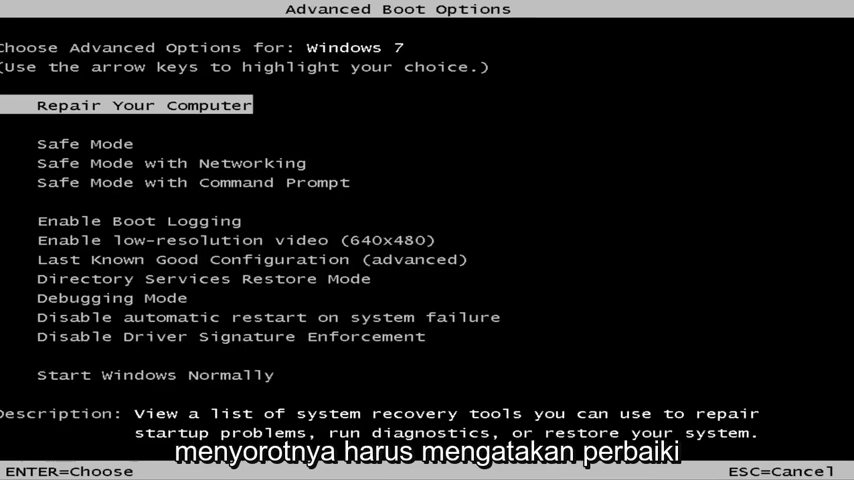 Advanced Boot Options
Choose Advanced Options for: Windows 7
(Use the arrow keys to highlight your choice.)
Repair Your Computer
Safe Mode
Safe Mode with Networking
Safe Mode with Command Prompt
Enable Boot Logging
Enable low-resolution video (640x480)
Last Known Good Configuration (advanced)
Directory Services Restore Mode
Debugging Mode
Disable automatic restart on system failure
Disable Driver Signature Enforcement
Start Windows Normally
Description: View a list of system recovery tools you can use to repair
startup problems, run diagnostics, or restore your system.
menyorotnya harus mengatakan perbaiki
ENTER=Choose ESC=Cancel